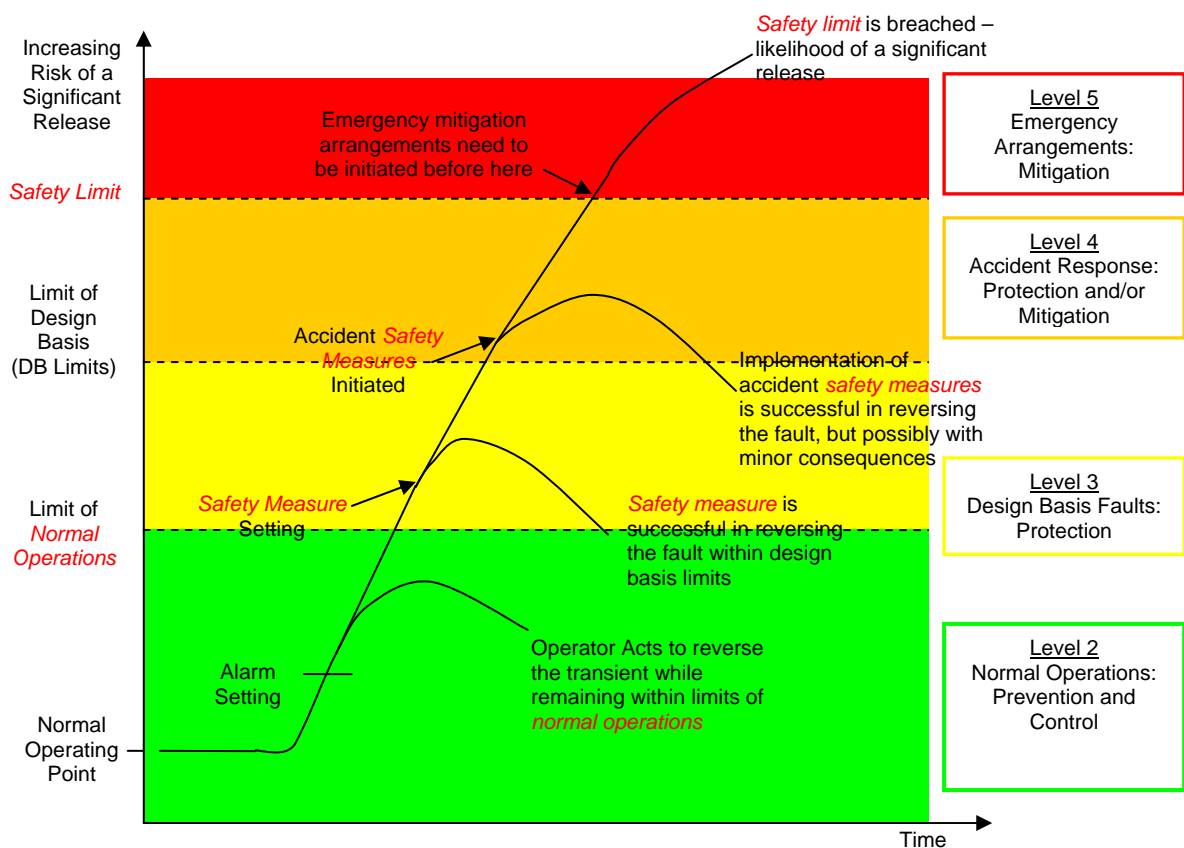 Increasing
Risk of a
Significant
Release
Safety Limit
Limit of
Design
Basis
(DB Limits)
Limit of
Normal
Operations
Normal
Operating
Point
Safety limit is breached –
likelihood of a significant
release
Emergency mitigation
arrangements need to
be initiated before here
Accident Safety
Measures
Initiated
Implementation of
accident safety measures
is successful in reversing
the fault, but possibly with
minor consequences
Safety Measure
Setting
Safety measure is
successful in reversing
the fault within design
basis limits
Alarm
Setting
Operator Acts to reverse
the transient while
remaining within limits of
normal operations
Time
Level 5
Emergency
Arrangements:
Mitigation
Level 4
Accident Response:
Protection and/or
Mitigation
Level 3
Design Basis Faults:
Protection
Level 2
Normal Operations:
Prevention and
Control